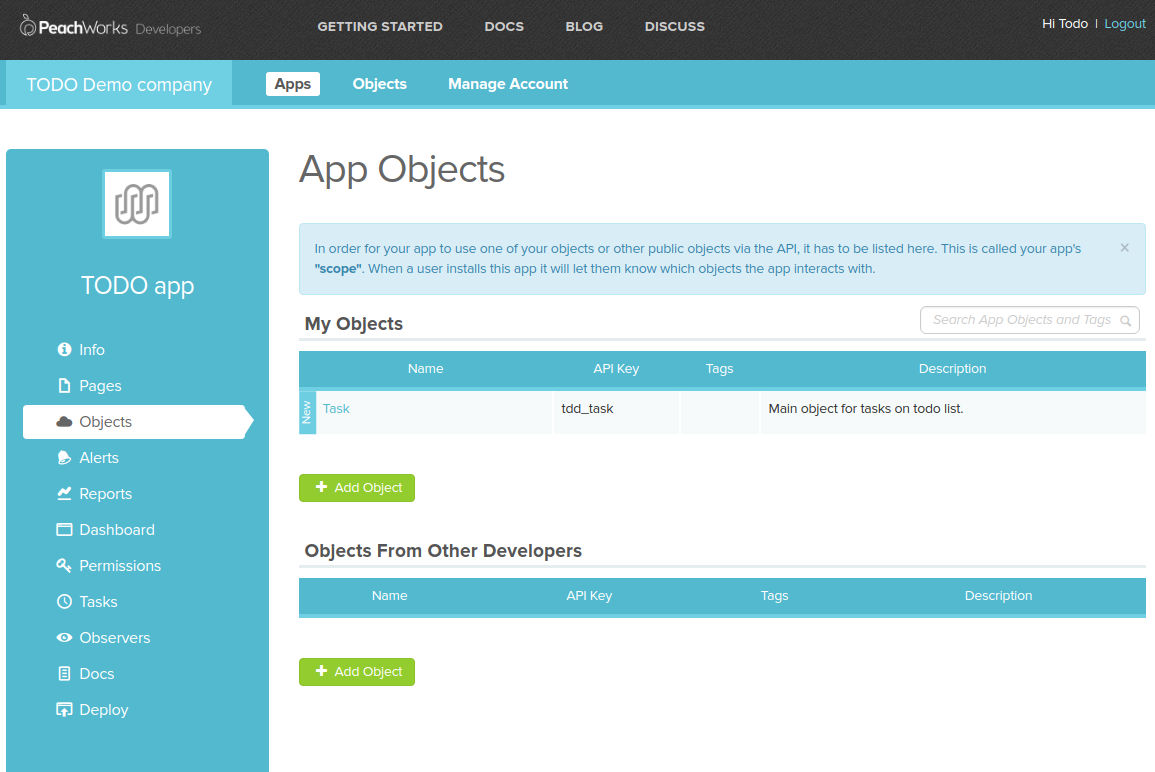 PeachWorks Developers
GETTING STARTED DOCS BLOG DISCUSS
Hi Todo | Logout
TODO Demo company
Apps Objects Manage Account
TODO app
Info
Pages
Objects
Alerts
Reports
Dashboard
Permissions
Tasks
Observers
Docs
Deploy
App Objects
In order for your app to use one of your objects or other public objects via the API, it has to be listed here. This is called your app's
"scope". When a user installs this app it will let them know which objects the app interacts with.
×
My Objects
Search App Objects and Tags
Name API Key Tags Description
New Task tdd_task Main object for tasks on todo list.
+ Add Object
Objects From Other Developers
Name API Key Tags Description
+ Add Object